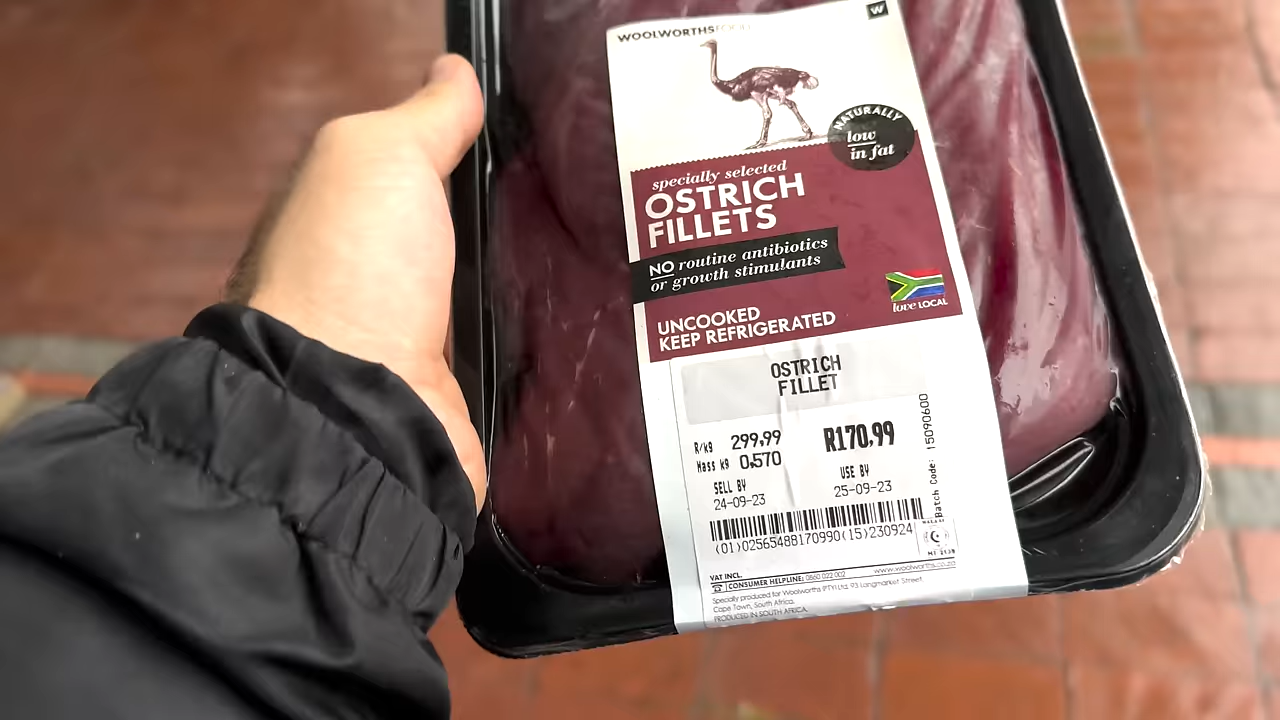 WOOLWORTHS FOOD
W
NATURALLY
low
in fat
specially selected
OSTRICH
FILLETS
NO routine antibiotics
or growth stimulants
love LOCAL
UNCOOKED
KEEP REFRIGERATED
OSTRICH
FILLET
R/kg 299,99
Mass kg 0,570
R170,99
SELL BY
24-09-23
USE BY
25-09-23
Batch Code: 15090600
(01)02565488170990(15)230924
VAT INCL.
CONSUMER HELPLINE: 0860 022 002 www.woolworths.co.za
Specially produced for Woolworths (PTY) Ltd, 93 Longmarket Street,
Cape Town, South Africa.
PRODUCED IN SOUTH AFRICA.